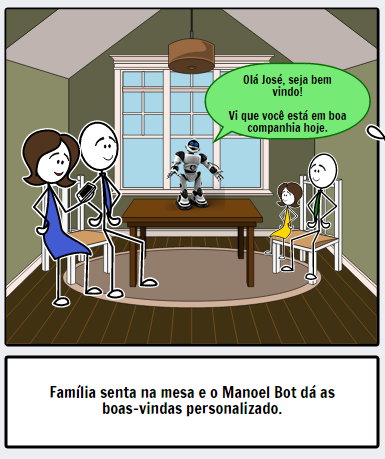 Olá José, seja bem
vindo!
Vi que você está em boa
companhia hoje.
Família senta na mesa e o Manoel Bot dá as
boas-vindas personalizado.